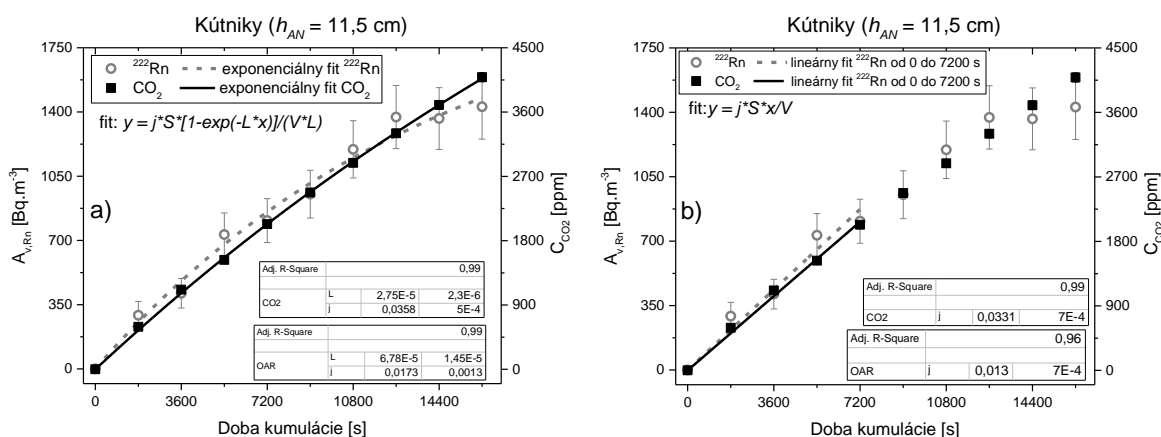 Kútniky (hAN = 11,5 cm)
1750
1400
1050
700
350
0
4500
3600
2700
1800
900
0
222Rn exponenciálny fit 222Rn
CO2 exponenciálny fit CO2
fit: y = j*S*[1-exp(-L*x)]/(V*L)
a)
Av,Rn [Bq.m-3]
CCO2 [ppm]
Adj. R-Square 0,99
CO2 L 2,75E-5 2,3E-6
j 0,0358 5E-4
Adj. R-Square 0,99
OAR L 6,78E-5 1,45E-5
j 0,0173 0,0013
0 3600 7200 10800 14400
Doba kumulácie [s]
Kútniky (hAN = 11,5 cm)
1750
1400
1050
700
350
0
4500
3600
2700
1800
900
0
222Rn lineárny fit 222Rn od 0 do 7200 s
CO2 lineárny fit 222Rn od 0 do 7200 s
fit:y = j*S*x/V
b)
Av,Rn [Bq.m-3]
CCO2 [ppm]
Adj. R-Square 0,99
CO2 j 0,0331 7E-4
Adj. R-Square 0,96
OAR j 0,013 7E-4
0 3600 7200 10800 14400
Doba kumulácie [s]